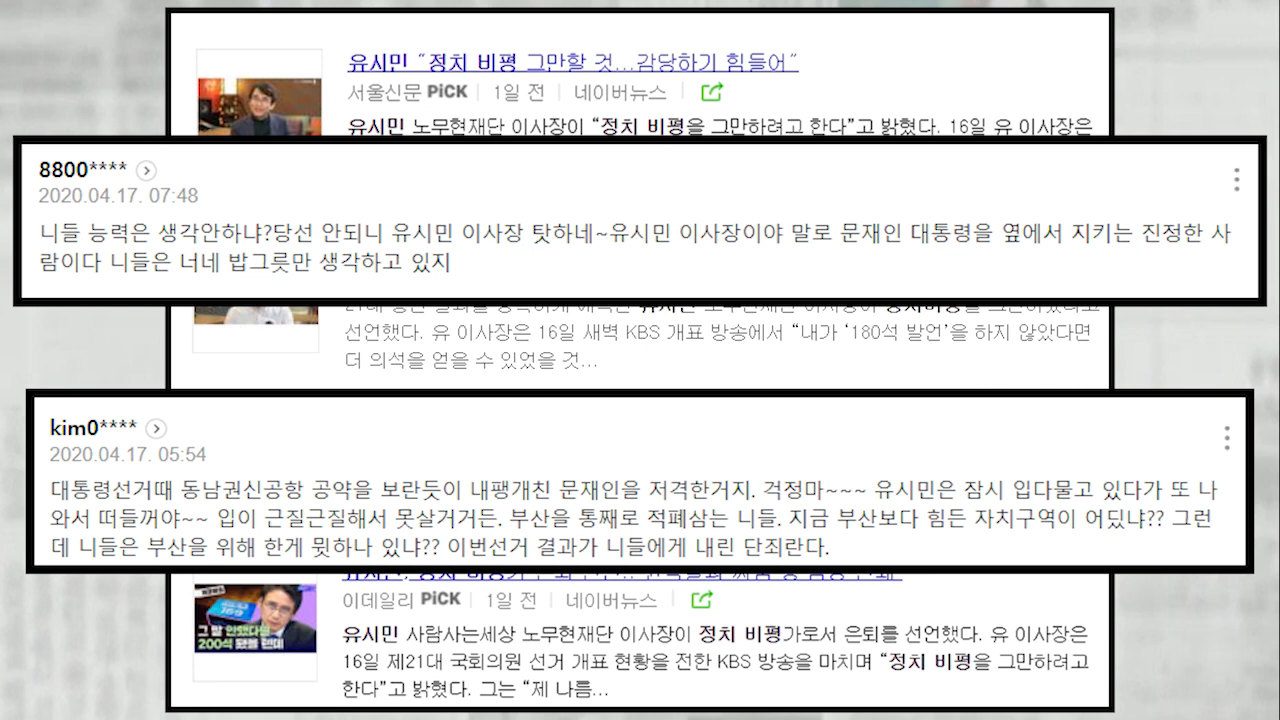 유시민 “정치 비평 그만할 것...감당하기 힘들어”
서울신문 PiCK 1일 전 네이버뉴스
유시민 노무현재단 이사장이 “정치 비평을 그만하려고 한다”고 밝혔다. 16일 유 이사장은
8800****
2020.04.17. 07:48
니들 능력은 생각안하냐?당선 안되니 유시민 이사장 탓하네~유시민 이사장이야 말로 문재인 대통령을 옆에서 지키는 진정한 사
람이다 니들은 너네 밥그릇만 생각하고 있지
선언했다. 유 이사장은 16일 새벽 KBS 개표 방송에서 “내가 ‘180석 발언’을 하지 않았다면
더 의석을 얻을 수 있었을 것...
kim0****
2020.04.17. 05:54
대통령선거때 동남권신공항 공약을 보란듯이 내팽개친 문재인을 저격한거지. 걱정마~~~ 유시민은 잠시 입다물고 있다가 또 나
와서 떠들꺼야~~ 입이 근질근질해서 못살거거든. 부산을 통째로 적폐삼는 니들. 지금 부산보다 힘든 자치구역이 어딨냐?? 그런
데 니들은 부산을 위해 한게 뭣하나 있냐?? 이번선거 결과가 니들에게 내린 단죄란다.
이데일리 PiCK 1일 전 네이버뉴스
그 말 안했다면
200석 됐을 텐데
유시민 사람사는세상 노무현재단 이사장이 정치 비평가로서 은퇴를 선언했다. 유 이사장은
16일 제21대 국회의원 선거 개표 현황을 전한 KBS 방송을 마치며 “정치 비평을 그만하려고
한다”고 밝혔다. 그는 “제 나름...